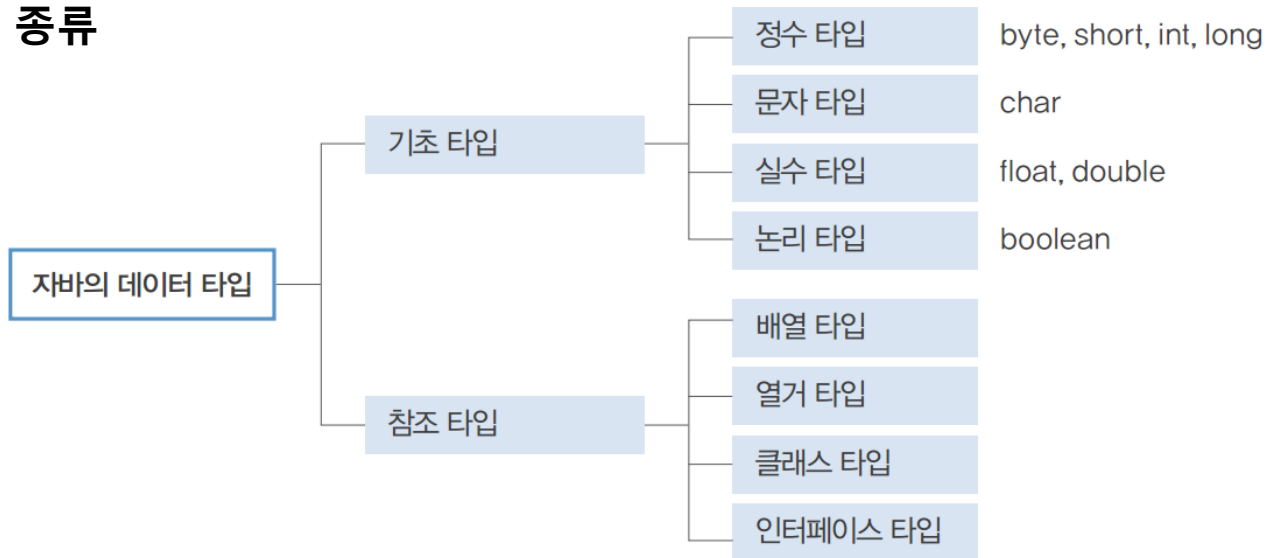 종류
정수 타입 byte, short, int, long
문자 타입 char
기초 타입
실수 타입 float, double
논리 타입 boolean
자바의 데이터 타입
배열 타입
열거 타입
참조 타입
클래스 타입
인터페이스 타입